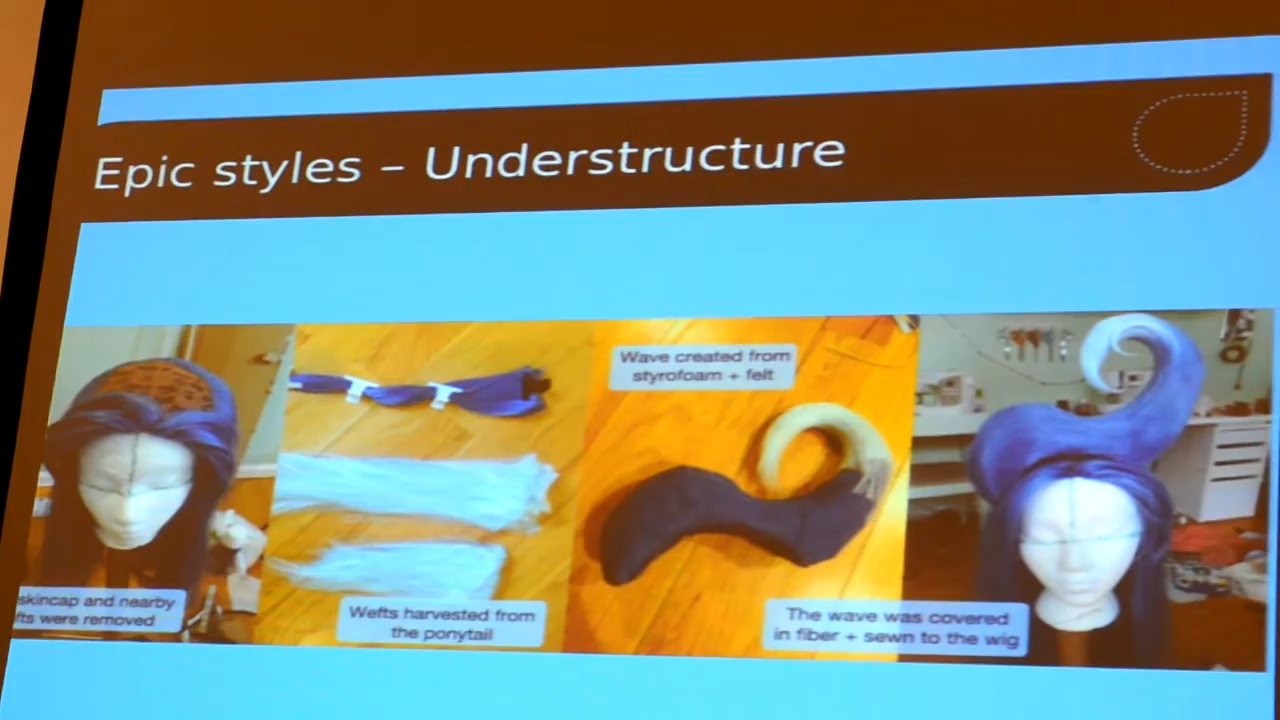 Epic styles – Understructure
Wave created from
styrofoam + felt
skincap and nearby
fts were removed
Wefts harvested from
the ponytail
The wave was covered
in fiber + sewn to the wig